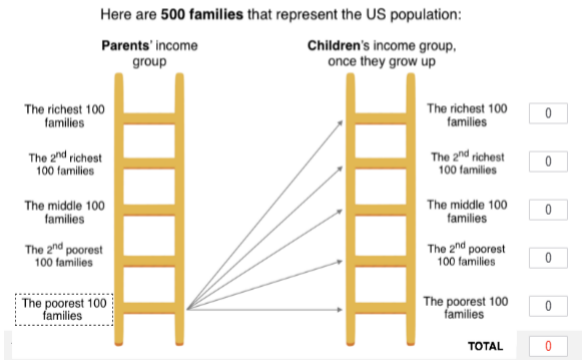 Here are 500 families that represent the US population:
Parents' income
group
Children's income group,
once they grow up
The richest 100
families
The richest 100
families
0
The 2nd richest
100 families
The 2nd richest
100 families
0
The middle 100
families
The middle 100
families
0
The 2nd poorest
100 families
The 2nd poorest
100 families
0
The poorest 100
families
The poorest 100
families
0
TOTAL
0